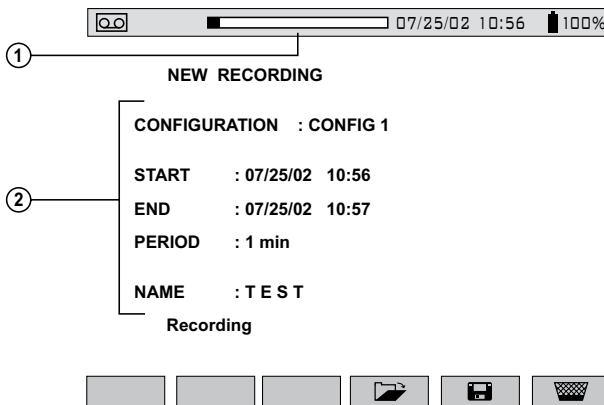 07/25/02 10:56 100%
1
NEW RECORDING
CONFIGURATION : CONFIG 1
START : 07/25/02 10:56
2
END : 07/25/02 10:57
PERIOD : 1 min
NAME : T E S T
Recording